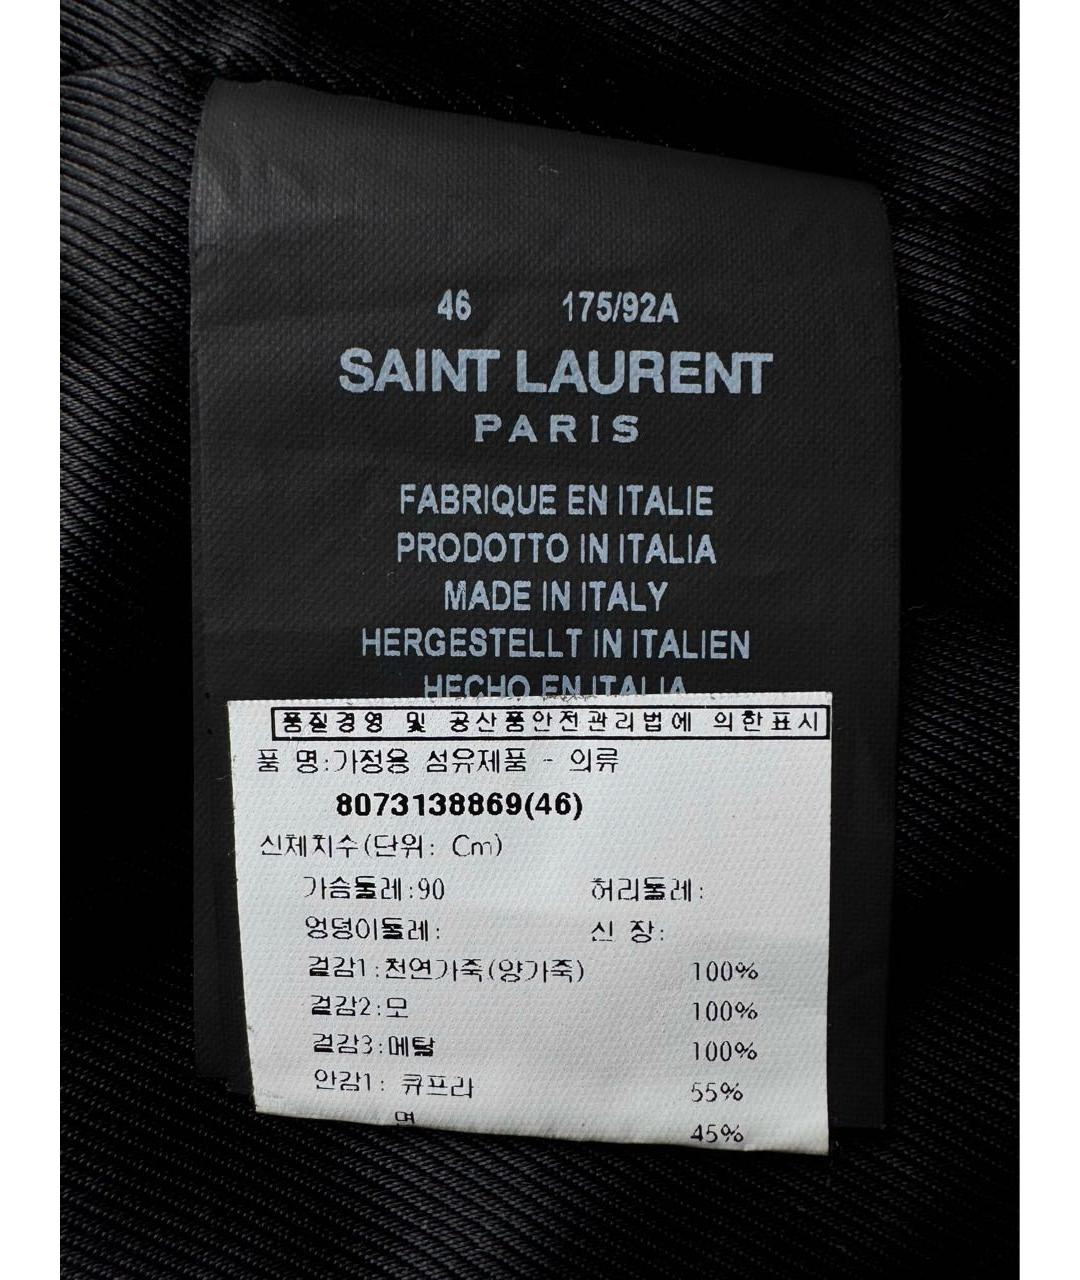 46 175/92A
SAINT LAURENT
PARIS
FABRIQUE EN ITALIE
PRODOTTO IN ITALIA
MADE IN ITALY
HERGESTELLT IN ITALIEN
HECHO EN ITALIA
품질경영 및 공산품안전관리법에 의한표시
품 명:가정용 섬유제품 - 의류
8073138869(46)
신체치수(단위: Cm)
가슴둘레:90 허리둘레:
엉덩이둘레: 신 장:
겉감1:천연가죽(양가죽) 100%
겉감2:모 100%
겉감3:메탈 100%
안감1: 큐프라 55%
면 45%